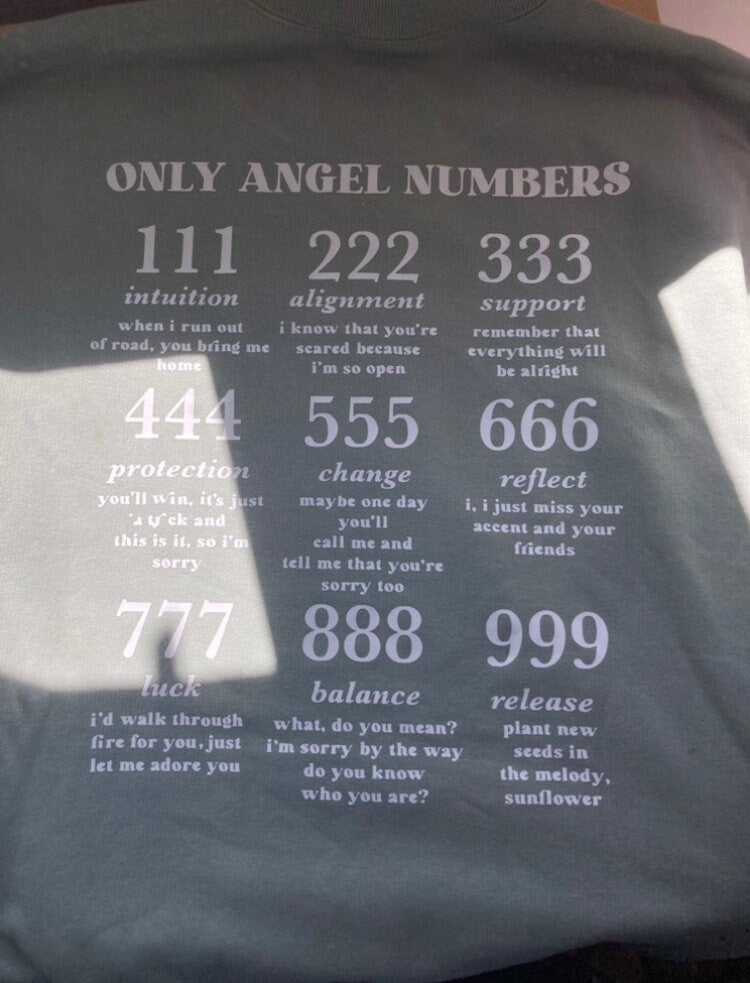 ONLY ANGEL NUMBERS
111
intuition
when i run out
of road, you bring me
home
222
alignment
i know that you're
scared because
i'm so open
333
support
remember that
everything will
be alright
444
protection
you'll win, it's just
a and
this is it, so i'm
sorry
555
change
maybe one day
you'll
call me and
tell me that you're
sorry too
666
reflect
i, i just miss your
accent and your
friends
777
luck
i'd walk through
fire for you, just
let me adore you
888
balance
what, do you mean?
i'm sorry by the way
do you know
who you are?
999
release
plant new
seeds in
the melody,
sunflower